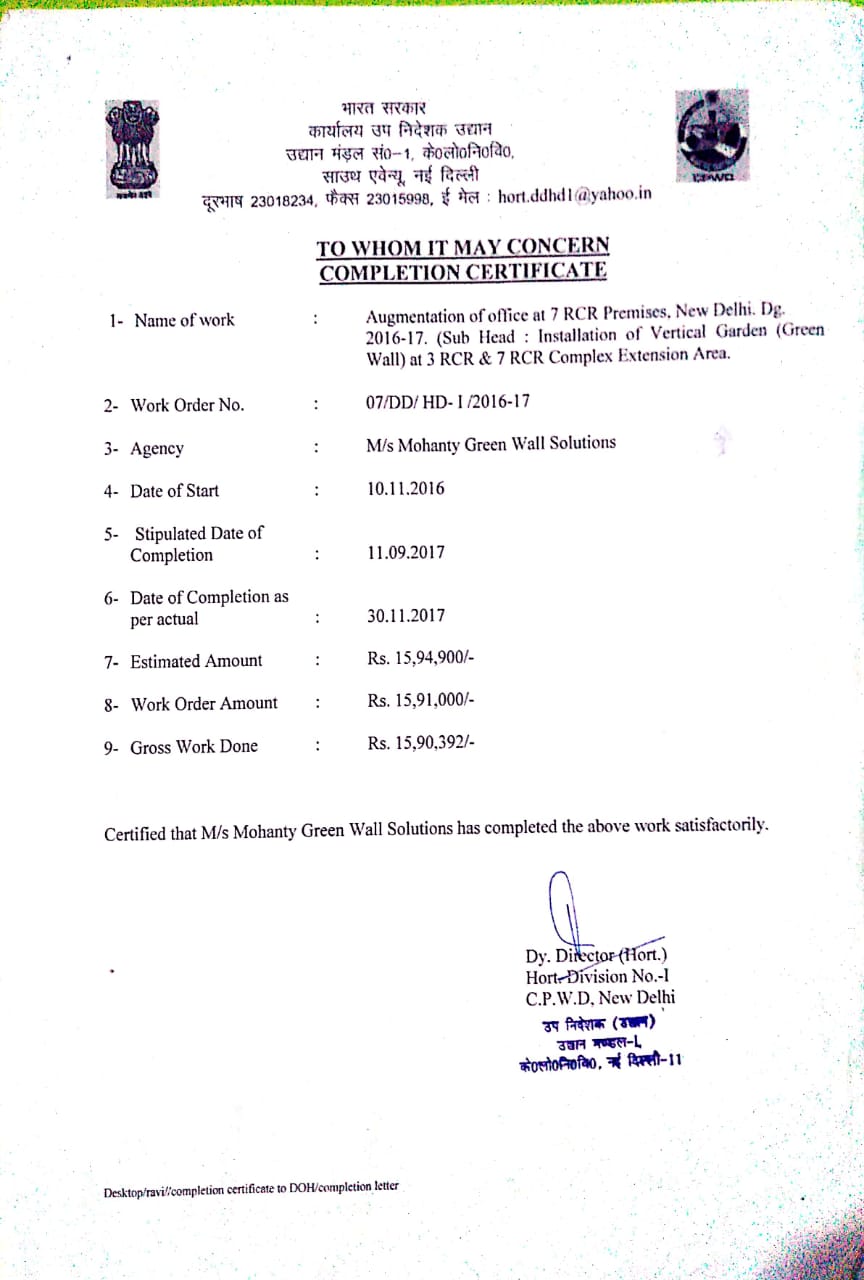 भारत सरकार
कार्यालय उप निदेशक उद्यान
उद्यान मंड़ल सं0-1, के0लो0नि0वि0,
साउथ एवेन्यू, नई दिल्ली
दूरभाष 23018234, फैक्स 23015998, ई मेल : hort.ddhd1@yahoo.in
TO WHOM IT MAY CONCERN
COMPLETION CERTIFICATE
1- Name of work : Augmentation of office at 7 RCR Premises, New Delhi. Dg.
2016-17. (Sub Head : Installation of Vertical Garden (Green
Wall) at 3 RCR & 7 RCR Complex Extension Area.
2- Work Order No. : 07/DD/ HD- I /2016-17
3- Agency : M/s Mohanty Green Wall Solutions
4- Date of Start : 10.11.2016
5- Stipulated Date of
Completion : 11.09.2017
6- Date of Completion as
per actual : 30.11.2017
7- Estimated Amount : Rs. 15,94,900/-
8- Work Order Amount : Rs. 15,91,000/-
9- Gross Work Done : Rs. 15,90,392/-
Certified that M/s Mohanty Green Wall Solutions has completed the above work satisfactorily.
Dy. Director (Hort.)
Hort. Division No.-I
C.P.W.D, New Delhi
उप निदेशक (उद्यान)
उद्यान मण्डल-I,
के0लो0नि0वि0, नई दिल्ली-11
Desktop/ravi//completion certificate to DOH/completion letter